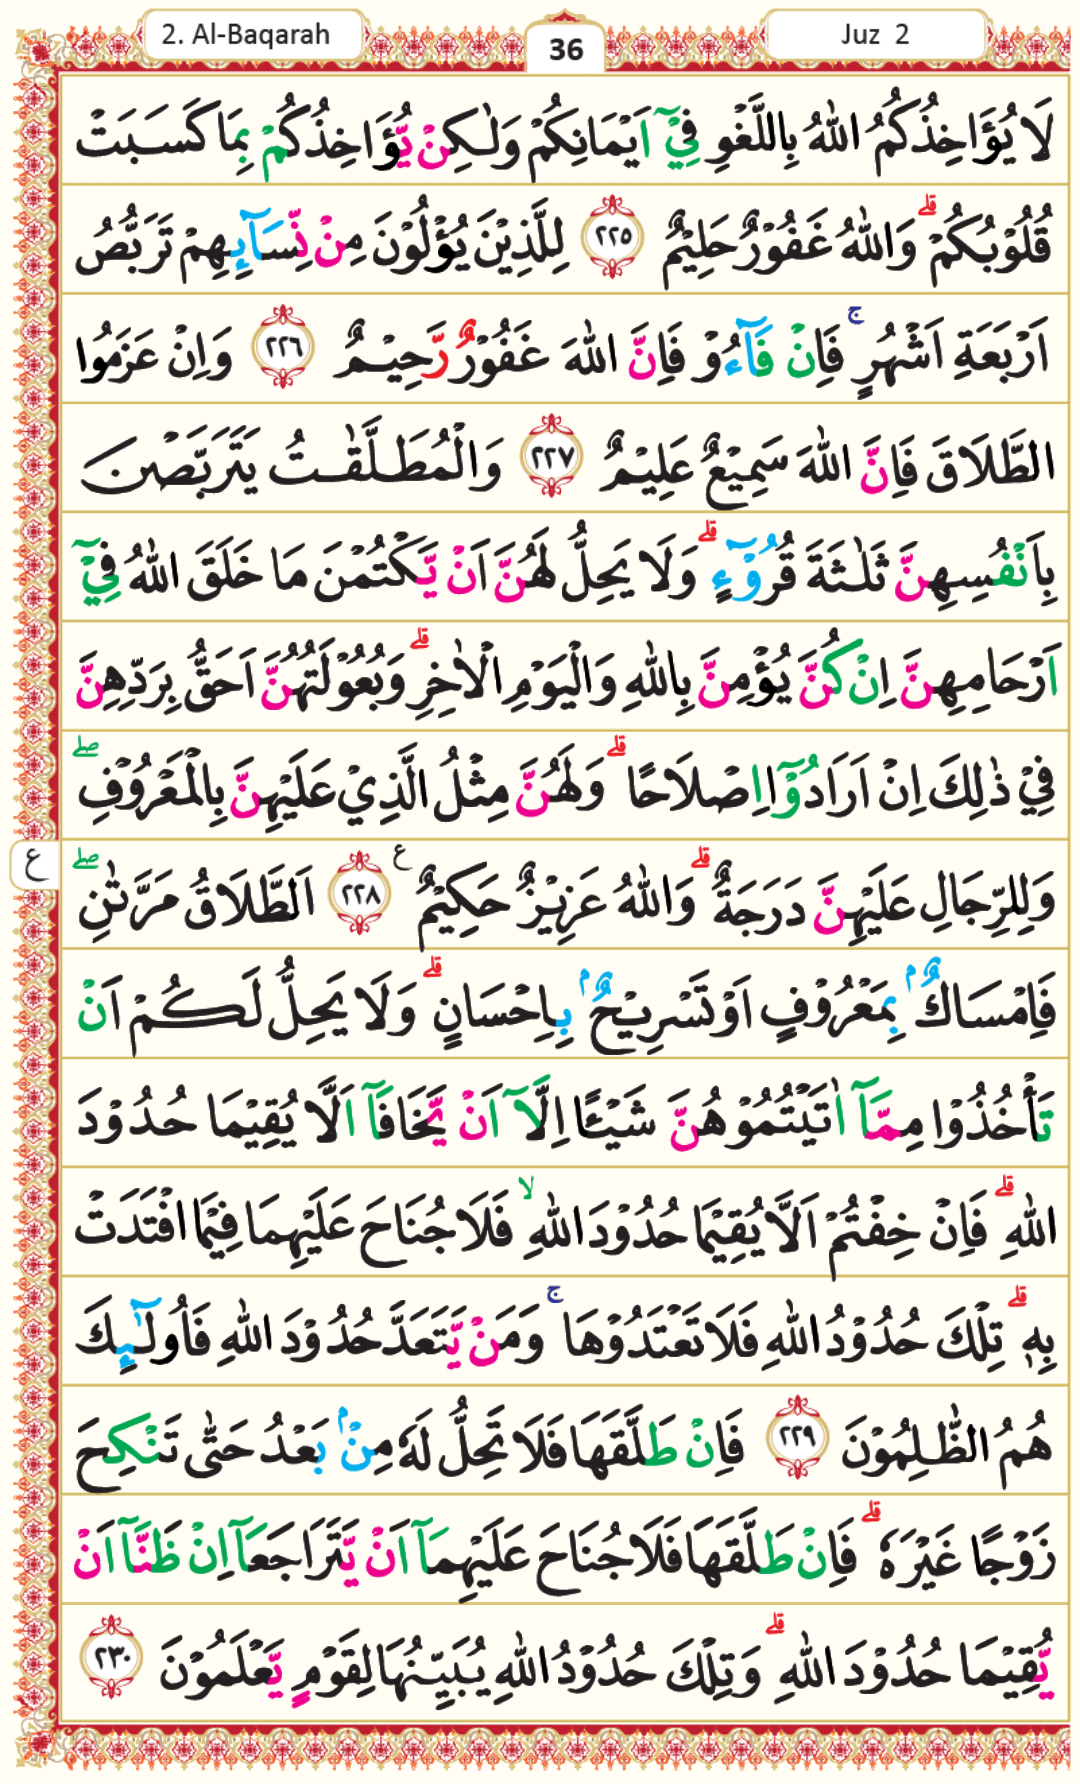 2. Al-Baqarah
36
Juz 2
لَا يُؤَاخِذُكُمُ اللّٰهُ بِاللَّغْوِ فِيْٓ اَيْمَانِكُمْ وَلٰكِنْ يُّؤَاخِذُكُمْ بِمَا كَسَبَتْ
قُلُوْبُكُمْ ۗ وَاللّٰهُ غَفُوْرٌ حَلِيْمٌ ٢٢٥ لِلَّذِيْنَ يُؤْلُوْنَ مِنْ نِّسَاۤىِٕهِمْ تَرَبُّصُ
اَرْبَعَةِ اَشْهُرٍ ۚ فَاِنْ فَاۤءُوْ فَاِنَّ اللّٰهَ غَفُوْرٌ رَّحِيْمٌ ٢٢٦ وَاِنْ عَزَمُوا
الطَّلَاقَ فَاِنَّ اللّٰهَ سَمِيْعٌ عَلِيْمٌ ٢٢٧ وَالْمُطَلَّقٰتُ يَتَرَبَّصْنَ
بِاَنْفُسِهِنَّ ثَلٰثَةَ قُرُوْۤءٍ ۗ وَلَا يَحِلُّ لَهُنَّ اَنْ يَّكْتُمْنَ مَا خَلَقَ اللّٰهُ فِيْٓ
اَرْحَامِهِنَّ اِنْ كُنَّ يُؤْمِنَّ بِاللّٰهِ وَالْيَوْمِ الْاٰخِرِ ۗ وَبُعُوْلَتُهُنَّ اَحَقُّ بِرَدِّهِنَّ
فِيْ ذٰلِكَ اِنْ اَرَادُوْٓا اِصْلَاحًا ۗ وَلَهُنَّ مِثْلُ الَّذِيْ عَلَيْهِنَّ بِالْمَعْرُوْفِ ۖ
ع
وَلِلرِّجَالِ عَلَيْهِنَّ دَرَجَةٌ ۗ وَاللّٰهُ عَزِيْزٌ حَكِيْمٌ ࣖ ٢٢٨ اَلطَّلَاقُ مَرَّتٰنِ ۖ
فَاِمْسَاكٌۢ بِمَعْرُوْفٍ اَوْ تَسْرِيْحٌۢ بِاِحْسَانٍ ۗ وَلَا يَحِلُّ لَكُمْ اَنْ
تَأْخُذُوْا مِمَّآ اٰتَيْتُمُوْهُنَّ شَيْـًٔا اِلَّآ اَنْ يَّخَافَآ اَلَّا يُقِيْمَا حُدُوْدَ
اللّٰهِ ۗ فَاِنْ خِفْتُمْ اَلَّا يُقِيْمَا حُدُوْدَ اللّٰهِ ۙ فَلَا جُنَاحَ عَلَيْهِمَا فِيْمَا افْتَدَتْ
بِهٖ ۗ تِلْكَ حُدُوْدُ اللّٰهِ فَلَا تَعْتَدُوْهَا ۚ وَمَنْ يَّتَعَدَّ حُدُوْدَ اللّٰهِ فَاُولٰۤىِٕكَ
هُمُ الظّٰلِمُوْنَ ٢٢٩ فَاِنْ طَلَّقَهَا فَلَا تَحِلُّ لَهٗ مِنْۢ بَعْدُ حَتّٰى تَنْكِحَ
زَوْجًا غَيْرَهٗ ۗ فَاِنْ طَلَّقَهَا فَلَا جُنَاحَ عَلَيْهِمَآ اَنْ يَّتَرَاجَعَآ اِنْ ظَنَّآ اَنْ
يُّقِيْمَا حُدُوْدَ اللّٰهِ ۗ وَتِلْكَ حُدُوْدُ اللّٰهِ يُبَيِّنُهَا لِقَوْمٍ يَّعْلَمُوْنَ ٢٣٠